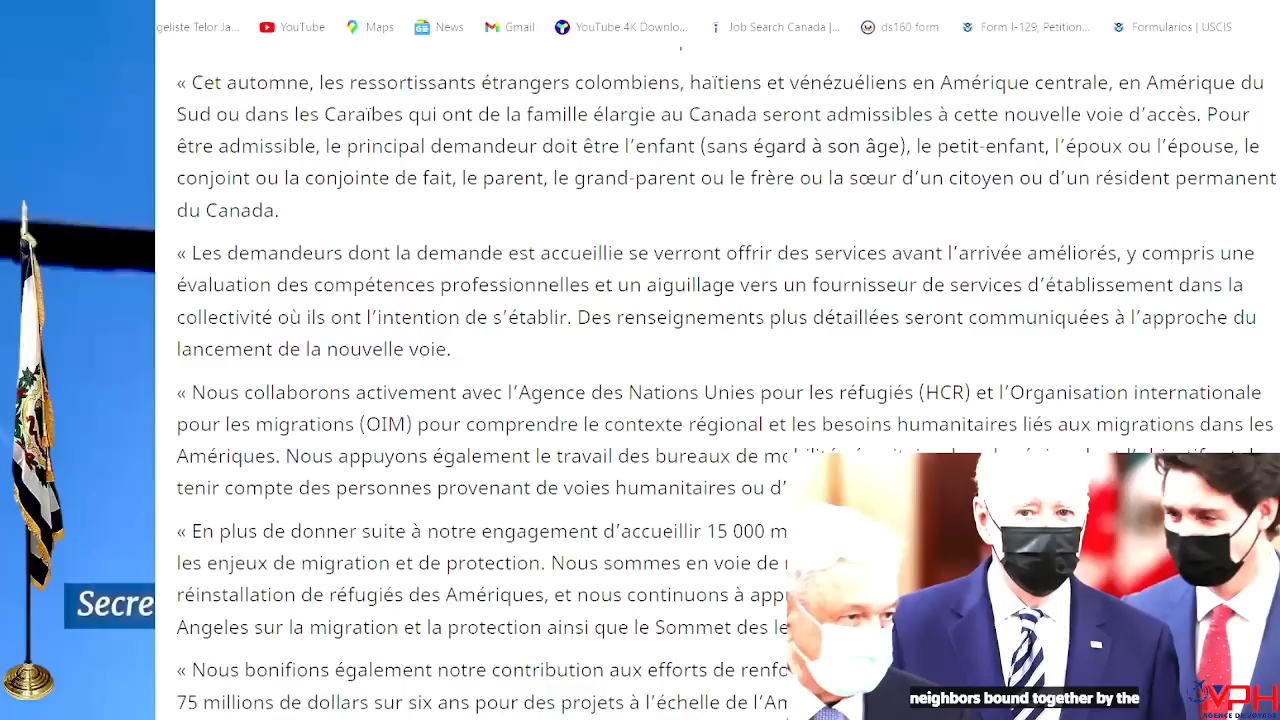 geliste Telor Ja...
YouTube
Maps
News
Gmail
YouTube 4K Downlo...
Job Search Canada |...
ds160 form
Form I-129, Petition...
Formularios | USCIS
« Cet automne, les ressortissants étrangers colombiens, haïtiens et vénézuéliens en Amérique centrale, en Amérique du
Sud ou dans les Caraïbes qui ont de la famille élargie au Canada seront admissibles à cette nouvelle voie d’accès. Pour
être admissible, le principal demandeur doit être l’enfant (sans égard à son âge), le petit-enfant, l’époux ou l’épouse, le
conjoint ou la conjointe de fait, le parent, le grand-parent ou le frère ou la sœur d’un citoyen ou d’un résident permanent
du Canada.
« Les demandeurs dont la demande est accueillie se verront offrir des services avant l’arrivée améliorés, y compris une
évaluation des compétences professionnelles et un aiguillage vers un fournisseur de services d’établissement dans la
collectivité où ils ont l’intention de s’établir. Des renseignements plus détaillées seront communiquées à l’approche du
lancement de la nouvelle voie.
« Nous collaborons activement avec l’Agence des Nations Unies pour les réfugiés (HCR) et l’Organisation internationale
pour les migrations (OIM) pour comprendre le contexte régional et les besoins humanitaires liés aux migrations dans les
Amériques. Nous appuyons également le travail des bureaux de
tenir compte des personnes provenant de voies humanitaires ou d’
« En plus de donner suite à notre engagement d’accueillir 15 000 m
les enjeux de migration et de protection. Nous sommes en voie de
réinstallation de réfugiés des Amériques, et nous continuons à app
Angeles sur la migration et la protection ainsi que le Sommet des le
« Nous bonifions également notre contribution aux efforts de renfo
75 millions de dollars sur six ans pour des projets à l’échelle de l’Am
Secre
neighbors bound together by the
MPH
AGENCE DE VOYAGE